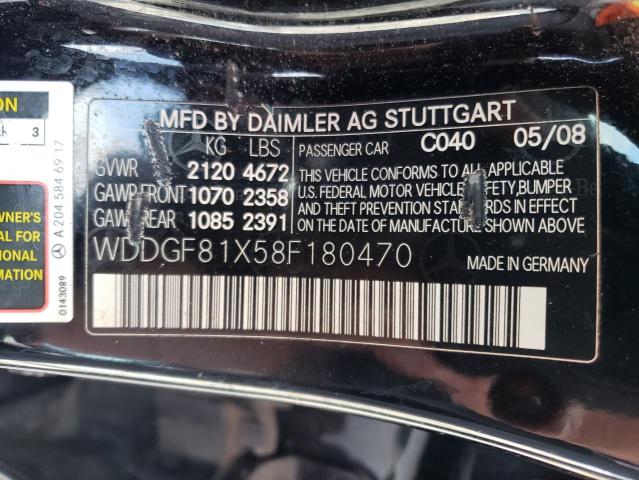 MFD BY DAIMLER AG STUTTGART
KG LBS
PASSENGER CAR C040 05/08
GVWR 2120 4672
GAWR FRONT 1070 2358
GAWR REAR 1085 2391
THIS VEHICLE CONFORMS TO ALL APPLICABLE
U.S. FEDERAL MOTOR VEHICLE SAFETY, BUMPER
AND THEFT PREVENTION STANDARDS IN EFFECT
ON THE DATE OF MANUFACTURE SHOWN ABOVE.
WDDGF81X58F180470
MADE IN GERMANY
ION
3
WNER'S
AL FOR
ONAL
MATION
A 204 584 69 17
0143089